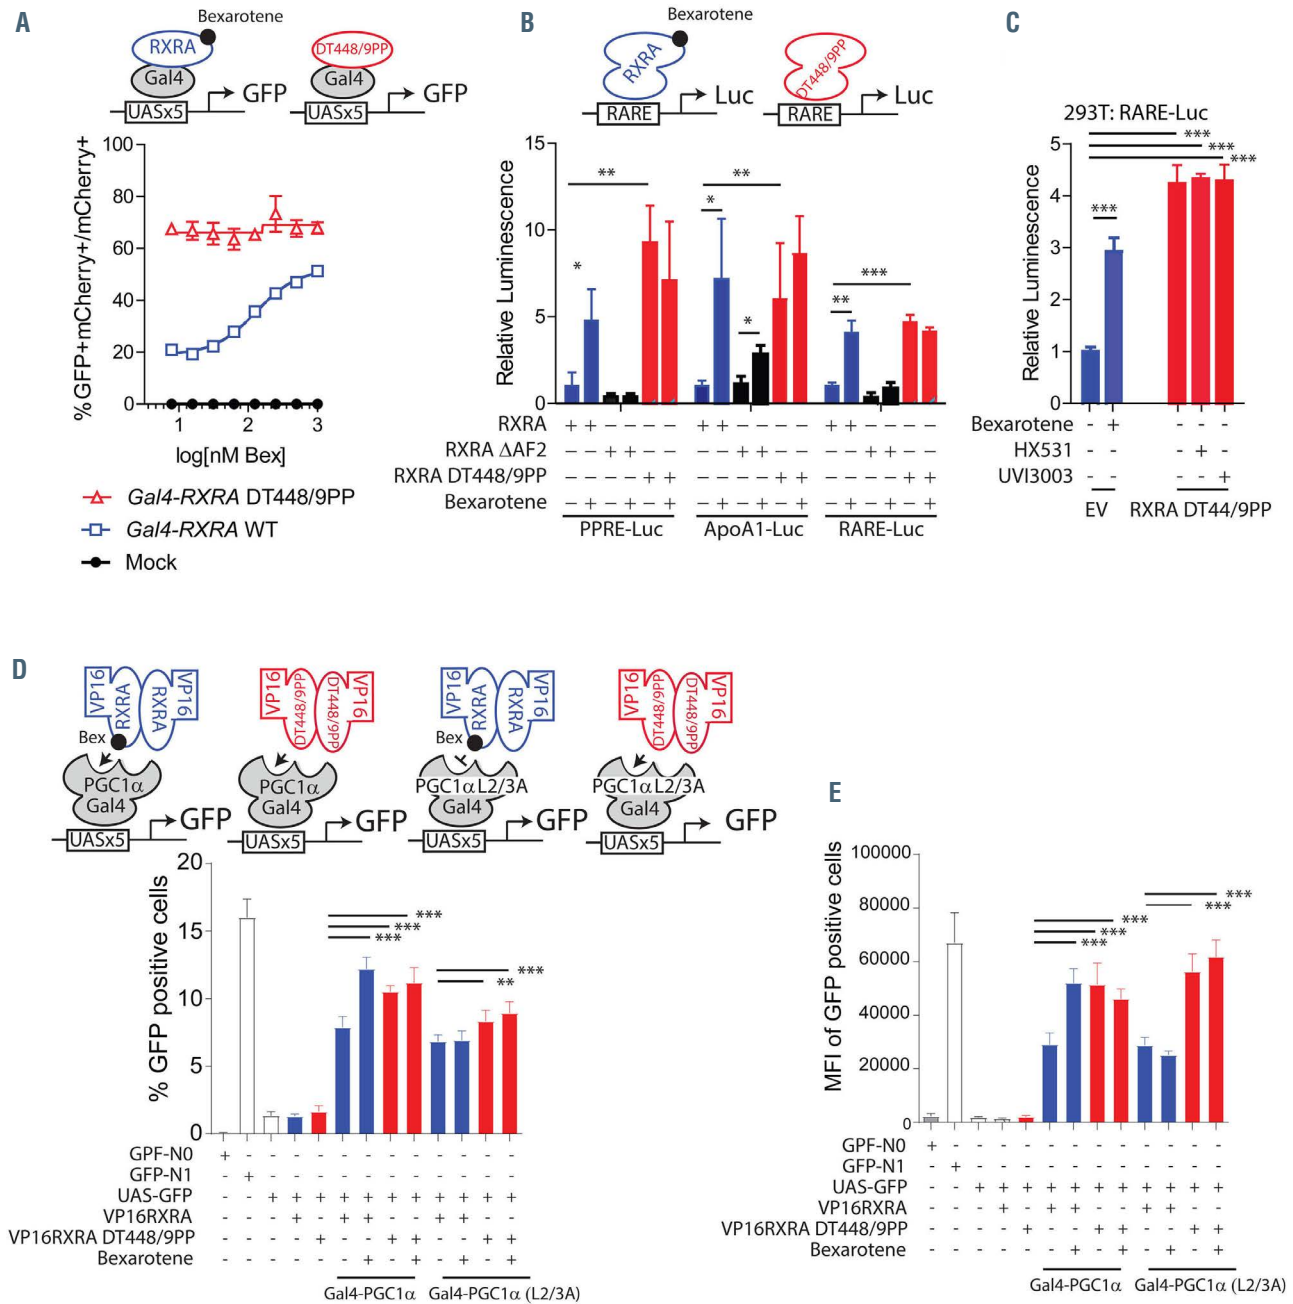 A
Bexarotene
RXRA
Gal4
UASx5
GFP
DT448/9PP
Gal4
UASx5
GFP
%GFP+mCherry+/mCherry+
100
80
60
40
20
0
1
2
3
log[nM Bex]
Gal4-RXRA DT448/9PP
Gal4-RXRA WT
Mock
B
Bexarotene
RXRA
RARE
Luc
DT448/9PP
RARE
Luc
Relative Luminescence
15
10
5
0
**
*
**
*
*
***
**
RXRA + + - - - - + + - - - - + + - - - -
RXRA ΔAF2 - - + + - - - - + + - - - - + + - -
RXRA DT448/9PP - - - - + + - - - - + + - - - - + +
Bexarotene - + - + - + - + - + - + - + - + - +
PPRE-Luc ApoA1-Luc RARE-Luc
C
293T: RARE-Luc
Relative Luminescence
5
4
3
2
1
0
***
***
***
***
Bexarotene - + - - -
HX531 - - - + -
UVI3003 - - - - +
EV RXRA DT44/9PP
D
VP16 RXRA RXRA VP16
Bex
PGC1α
Gal4
UASx5
GFP
VP16 DT448/9PP DT448/9PP VP16
PGC1α
Gal4
UASx5
GFP
VP16 RXRA RXRA VP16
Bex
PGC1αL2/3A
Gal4
UASx5
GFP
VP16 DT448/9PP DT448/9PP VP16
PGC1αL2/3A
Gal4
UASx5
GFP
% GFP positive cells
20
15
10
5
0
***
***
***
***
**
GPF-N0 + - - - - - - - - - - - -
GFP-N1 - + - - - - - - - - - - -
UAS-GFP - - + + + + + + + + + + +
VP16RXRA - - - + - + + - - + + - -
VP16RXRA DT448/9PP - - - - + - - + + - - + +
Bexarotene - - - - - - + - + - + - +
Gal4-PGC1α Gal4-PGC1α (L2/3A)
E
MFI of GFP positive cells
100000
80000
60000
40000
20000
0
***
***
***
***
***
GPF-N0 + - - - - - - - - - - - -
GFP-N1 - + - - - - - - - - - - -
UAS-GFP - - + + + + + + + + + + +
VP16RXRA - - - + - + + - - + + - -
VP16RXRA DT448/9PP - - - - + - - + + - - + +
Bexarotene - - - - - - + - + - + - +
Gal4-PGC1α Gal4-PGC1α (L2/3A)